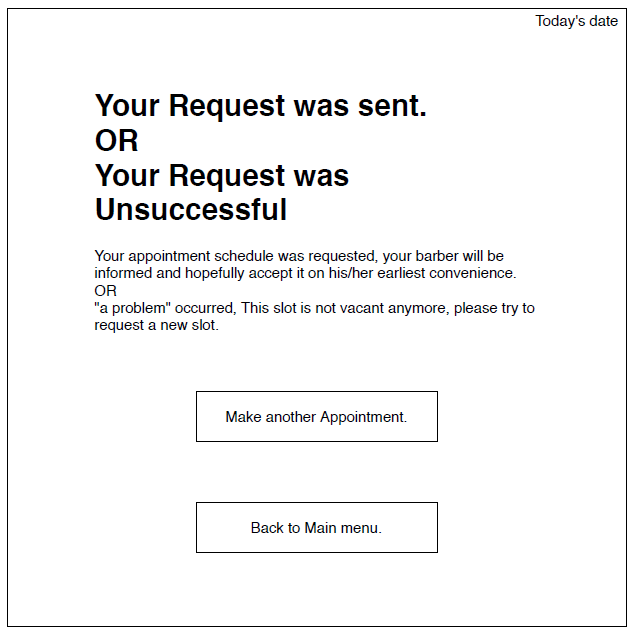 Today's date
Your Request was sent.
OR
Your Request was
Unsuccessful
Your appointment schedule was requested, your barber will be
informed and hopefully accept it on his/her earliest convenience.
OR
"a problem" occurred, This slot is not vacant anymore, please try to
request a new slot.
Make another Appointment.
Back to Main menu.